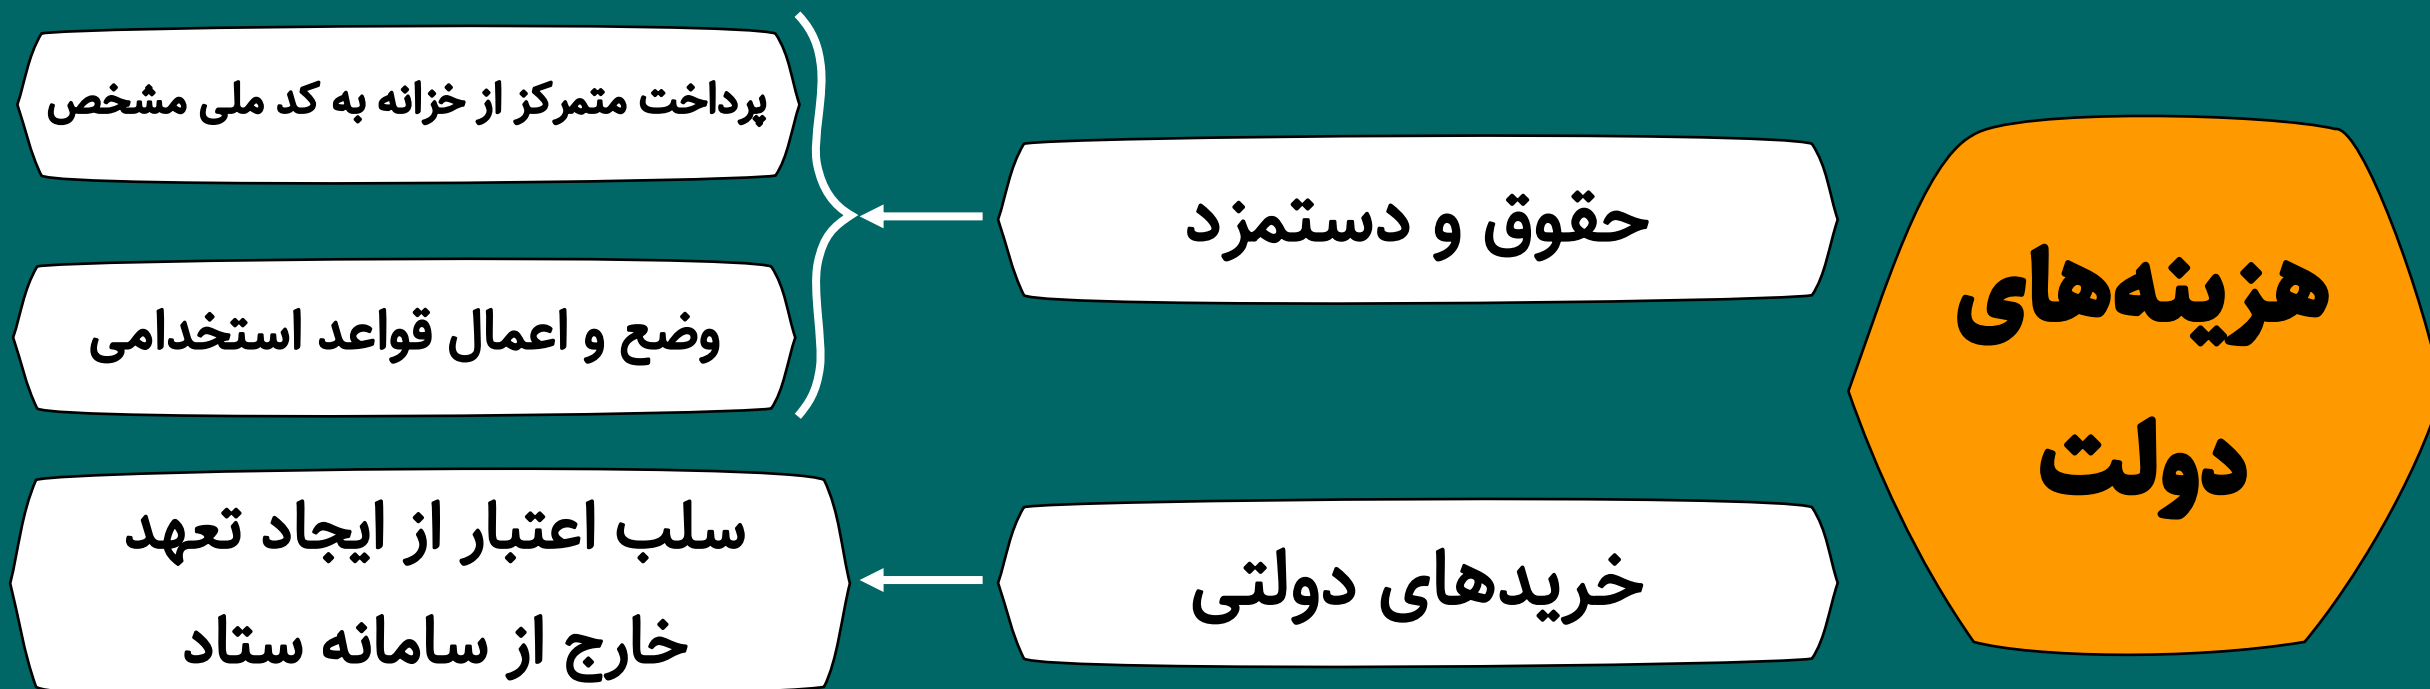 هزینه‌های
دولت
حقوق و دستمزد
پرداخت متمرکز از خزانه به کد ملی مشخص
وضع و اعمال قواعد استخدامی
خریدهای دولتی
سلب اعتبار از ایجاد تعهد
خارج از سامانه ستاد